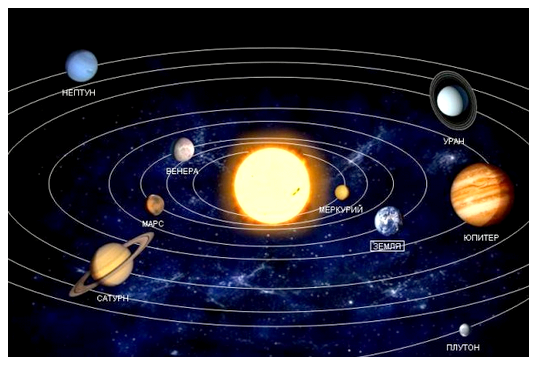 НЕПТУН
УРАН
ВЕНЕРА
МЕРКУРИЙ
МАРС
ЮПИТЕР
ЗЕМЛЯ
САТУРН
ПЛУТОН